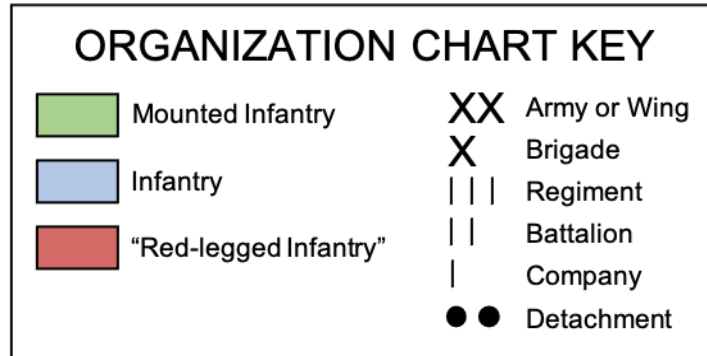 ORGANIZATION CHART KEY
Mounted Infantry
Infantry
“Red-legged Infantry”
XX Army or Wing
X Brigade
||| Regiment
|| Battalion
| Company
●● Detachment